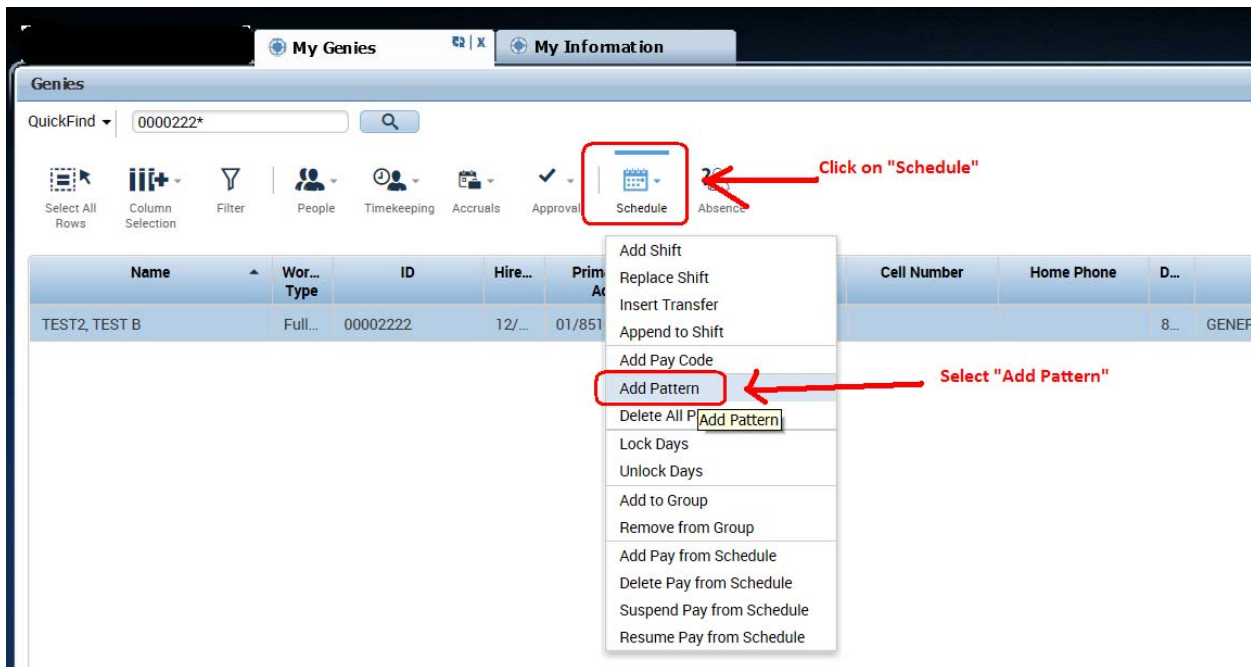 My Genies
My Information
Genies
QuickFind
0000222*
Click on "Schedule"
Select All
Rows
Column
Selection
Filter
People
Timekeeping
Accruals
Approval
Schedule
Absence
Name
Wor...
Type
ID
Hire...
Cell Number
Home Phone
D...
TEST2, TEST B
Full...
00002222
12/...
8...
Add Shift
Replace Shift
Insert Transfer
Append to Shift
Add Pay Code
Add Pattern
Select "Add Pattern"
Delete All
Add Pattern
Lock Days
Unlock Days
Add to Group
Remove from Group
Add Pay from Schedule
Delete Pay from Schedule
Suspend Pay from Schedule
Resume Pay from Schedule